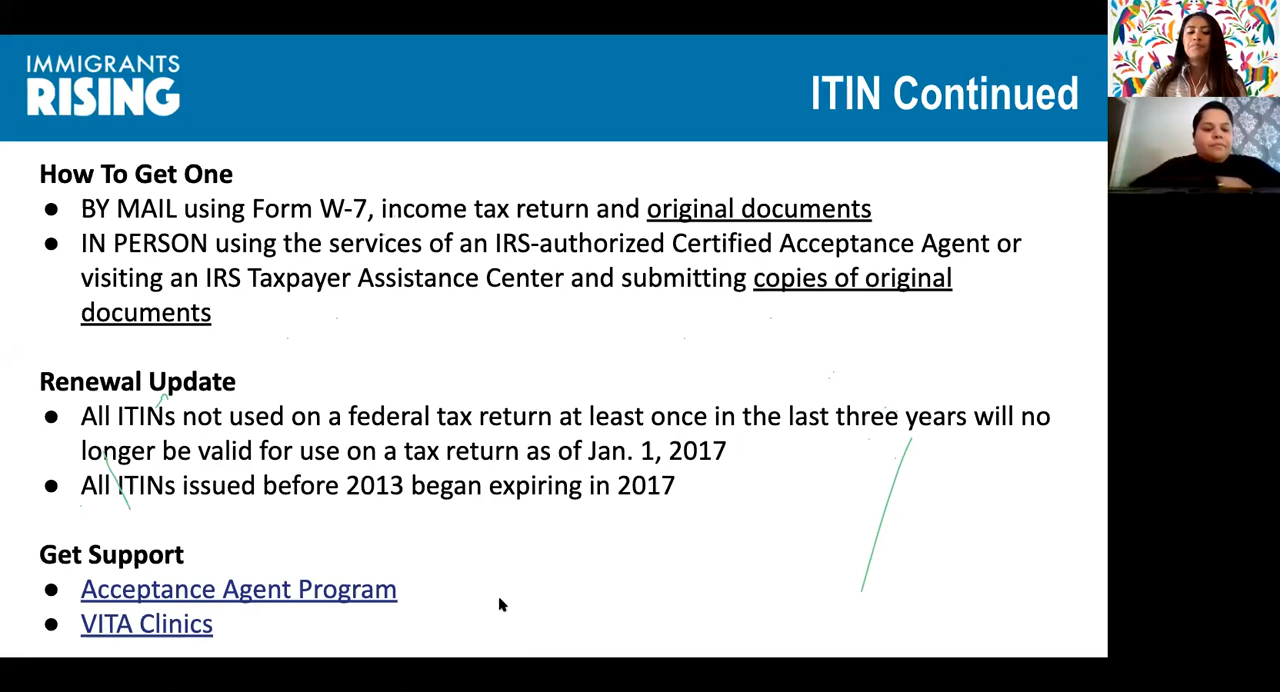 IMMIGRANTS
RISING
ITIN Continued
How To Get One
● BY MAIL using Form W-7, income tax return and original documents
● IN PERSON using the services of an IRS-authorized Certified Acceptance Agent or
visiting an IRS Taxpayer Assistance Center and submitting copies of original
documents
Renewal Update
● All ITINs not used on a federal tax return at least once in the last three years will no
longer be valid for use on a tax return as of Jan. 1, 2017
● All ITINs issued before 2013 began expiring in 2017
Get Support
● Acceptance Agent Program
● VITA Clinics